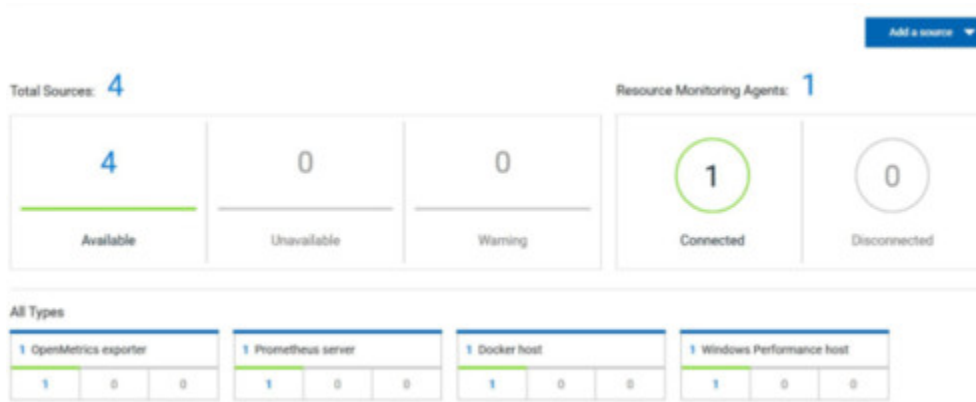 Add a source
Total Sources: 4
Resource Monitoring Agents: 1
4 0 0
Available Unavailable Warning
1 0
Connected Disconnected
All Types
1 OpenMetrics exporter
1 0 0
1 Prometheus server
1 0 0
1 Docker host
1 0 0
1 Windows Performance host
1 0 0